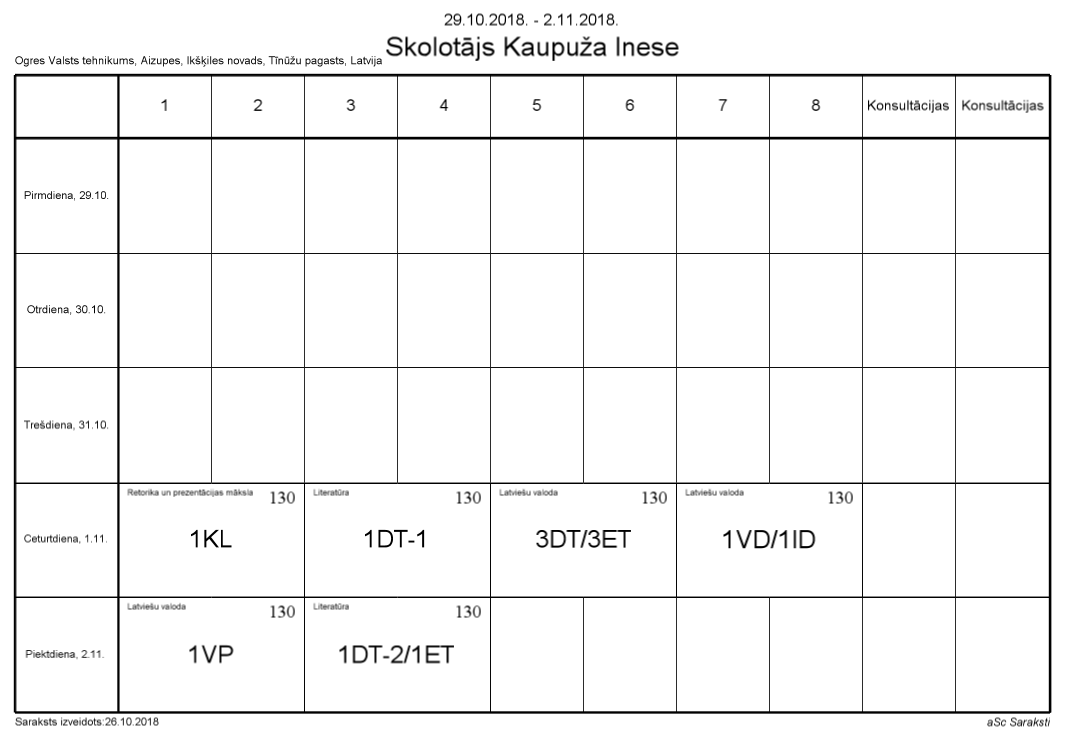 29.10.2018. - 2.11.2018.
Skolotājs Kaupuža Inese
Ogres Valsts tehnikums, Aizupes, Ikšķiles novads, Tīnūžu pagasts, Latvija
1 2 3 4 5 6 7 8 Konsultācijas Konsultācijas
Pirmdiena, 29.10.
Otrdiena, 30.10.
Trešdiena, 31.10.
Retorika un prezentācijas māksla 130 Literatūra 130 Latviešu valoda 130 Latviešu valoda 130
Ceturtdiena, 1.11. 1KL 1DT-1 3DT/3ET 1VD/1ID
Latviešu valoda 130 Literatūra 130
Piektdiena, 2.11. 1VP 1DT-2/1ET
Saraksts izveidots:26.10.2018 aSc Saraksti